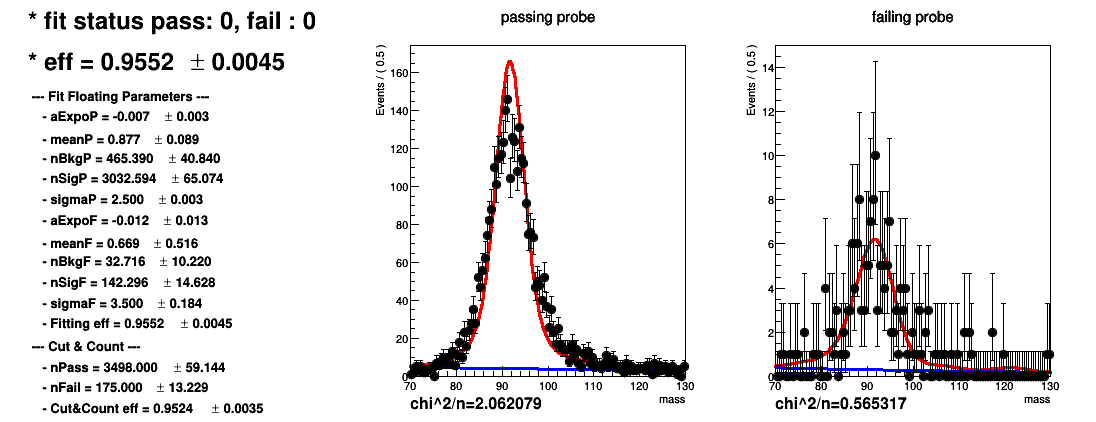 * fit status pass: 0, fail : 0
* eff = 0.9552 ± 0.0045
--- Fit Floating Parameters ---
- aExpoP = -0.007 ± 0.003
- meanP = 0.877 ± 0.089
- nBkgP = 465.390 ± 40.840
- nSigP = 3032.594 ± 65.074
- sigmaP = 2.500 ± 0.003
- aExpoF = -0.012 ± 0.013
- meanF = 0.669 ± 0.516
- nBkgF = 32.716 ± 10.220
- nSigF = 142.296 ± 14.628
- sigmaF = 3.500 ± 0.184
- Fitting eff = 0.9552 ± 0.0045
--- Cut & Count ---
- nPass = 3498.000 ± 59.144
- nFail = 175.000 ± 13.229
- Cut&Count eff = 0.9524 ± 0.0035
passing probe
Events / ( 0.5 )
160
140
120
100
80
60
40
20
0
70 80 90 100 110 120 130
mass
chi^2/n=2.062079
failing probe
Events / ( 0.5 )
14
12
10
8
6
4
2
0
70 80 90 100 110 120 130
mass
chi^2/n=0.565317